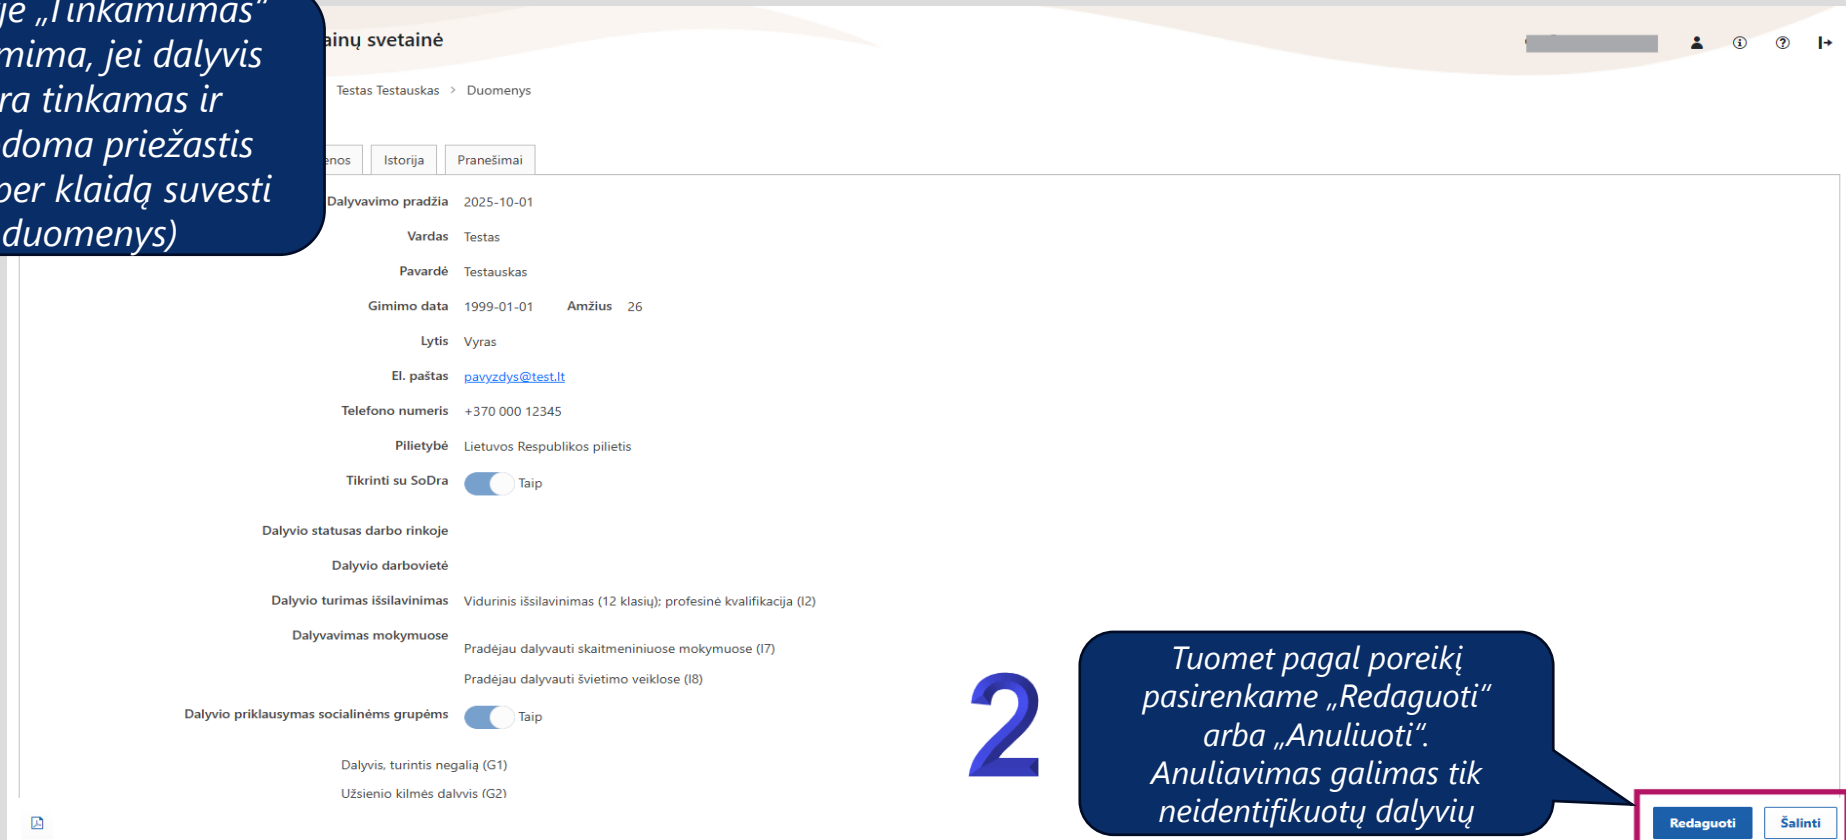 je „Tinkamumas“
mima, jei dalyvis
ra tinkamas ir
doma priežastis
per klaidą suvesti
duomenys)
ainų svetainė
Testas Testauskas > Duomenys
enos Istorija Pranešimai
Dalyvavimo pradžia 2025-10-01
Vardas Testas
Pavardė Testauskas
Gimimo data 1999-01-01 Amžius 26
Lytis Vyras
El. paštas pavyzdys@test.lt
Telefono numeris +370 000 12345
Pilietybė Lietuvos Respublikos pilietis
Tikrinti su SoDra Taip
Dalyvio statusas darbo rinkoje
Dalyvio darbovietė
Dalyvio turimas išsilavinimas Vidurinis išsilavinimas (12 klasių); profesinė kvalifikacija (I2)
Dalyvavimas mokymuose
Pradėjau dalyvauti skaitmeniniuose mokymuose (I7)
Pradėjau dalyvauti švietimo veiklose (I8)
Dalyvio priklausymas socialinėms grupėms Taip
Dalyvis, turintis negalią (G1)
Užsienio kilmės dalyvis (G2)
2
Tuomet pagal poreikį
pasirenkame „Redaguoti“
arba „Anuliuoti“.
Anuliavimas galimas tik
neidentifikuotų dalyvių
Redaguoti Šalinti